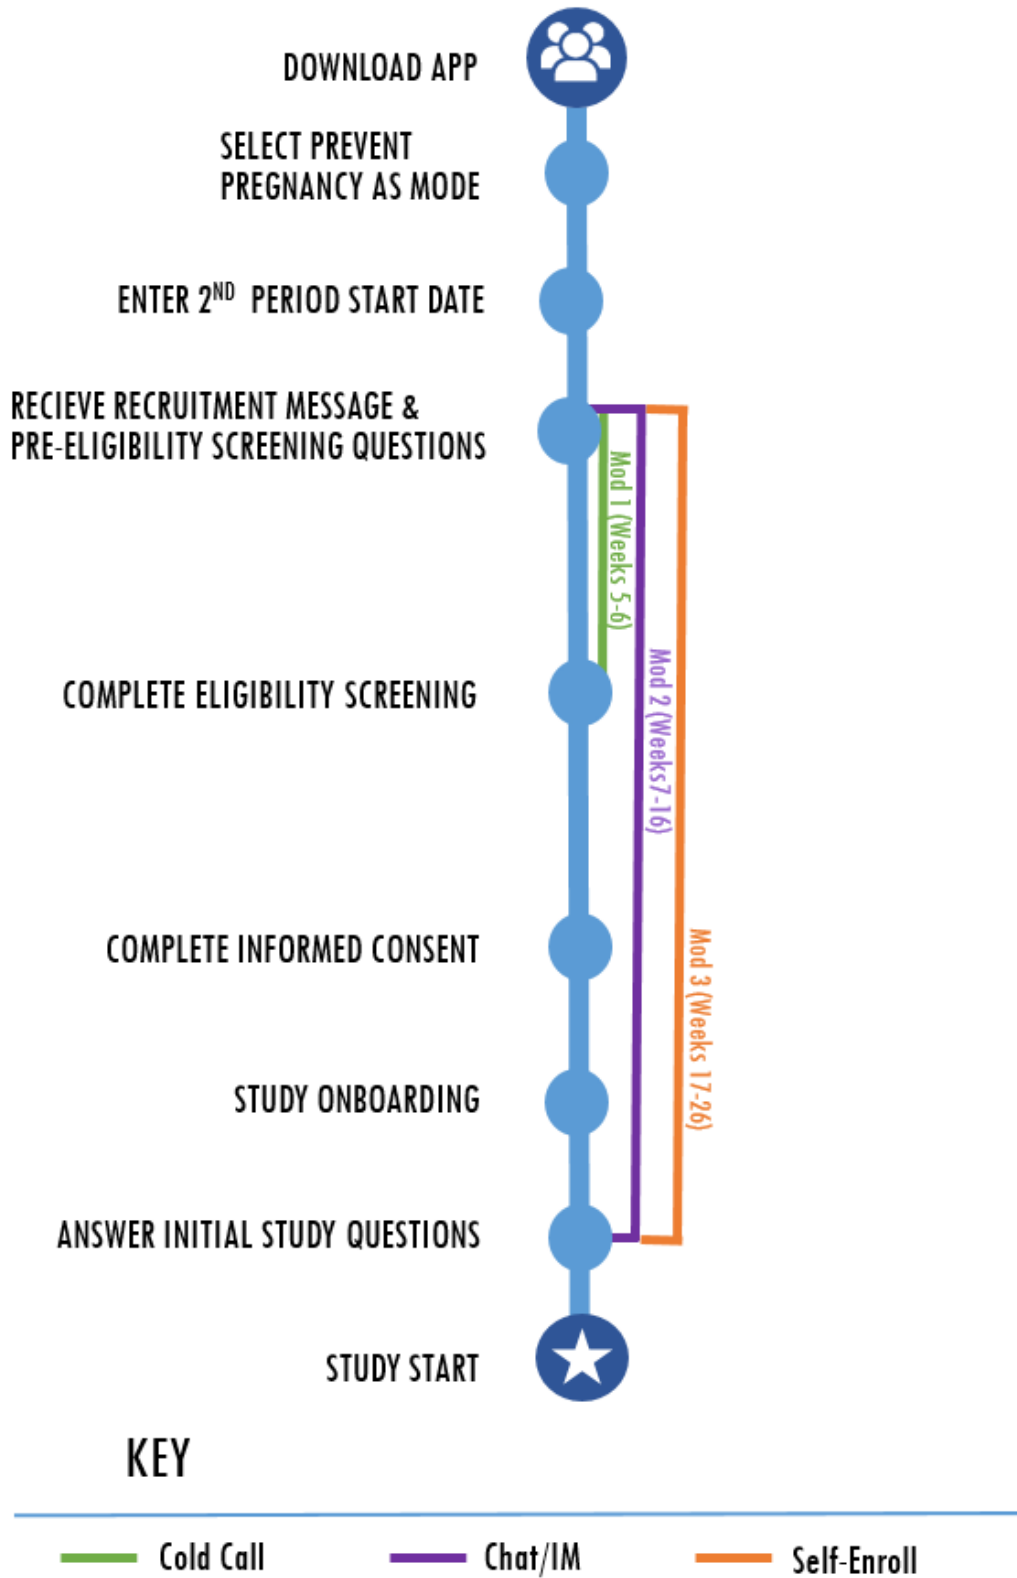 DOWNLOAD APP
SELECT PREVENT
PREGNANCY AS MODE
ENTER 2ND PERIOD START DATE
RECIEVE RECRUITMENT MESSAGE &
PRE-ELIGIBILITY SCREENING QUESTIONS
Mod 1 (Weeks 5-6)
Mod 2 (Weeks7-16)
COMPLETE ELIGIBILITY SCREENING
Mod 3 (Weeks 17-26)
COMPLETE INFORMED CONSENT
STUDY ONBOARDING
ANSWER INITIAL STUDY QUESTIONS
STUDY START
KEY
Cold Call
Chat/IM
Self-Enroll